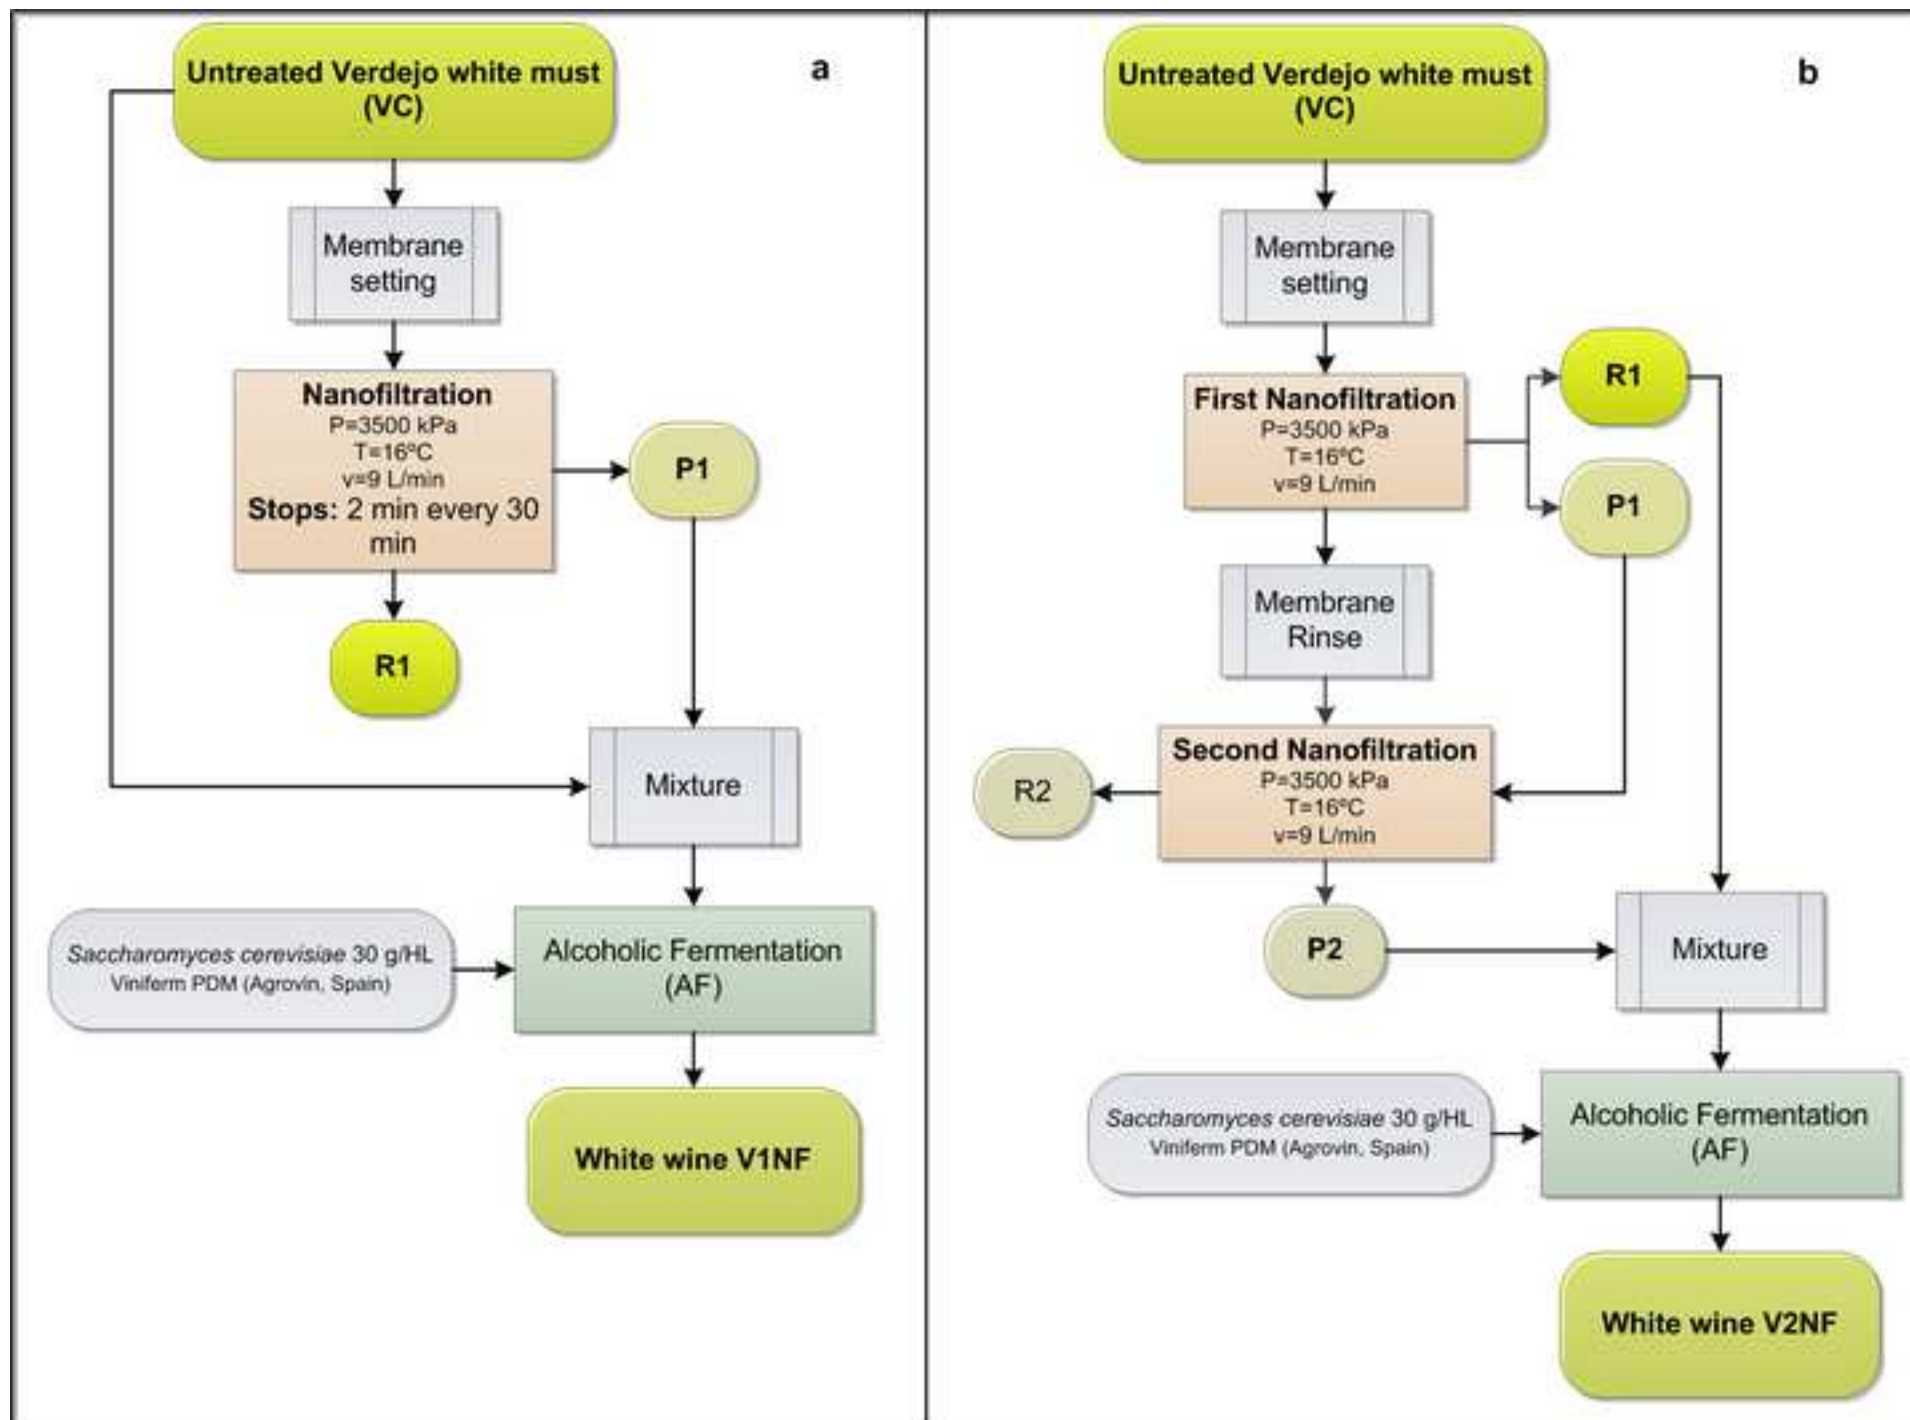 a
Untreated Verdejo white must
(VC)
Membrane
setting
Nanofiltration
P=3500 kPa
T=16ºC
v=9 L/min
Stops: 2 min every 30
min
P1
R1
Mixture
Saccharomyces cerevisiae 30 g/HL
Viniferm PDM (Agrovin, Spain)
Alcoholic Fermentation
(AF)
White wine V1NF
b
Untreated Verdejo white must
(VC)
Membrane
setting
First Nanofiltration
P=3500 kPa
T=16ºC
v=9 L/min
R1
P1
Membrane
Rinse
Second Nanofiltration
P=3500 kPa
T=16ºC
v=9 L/min
R2
P2
Mixture
Saccharomyces cerevisiae 30 g/HL
Viniferm PDM (Agrovin, Spain)
Alcoholic Fermentation
(AF)
White wine V2NF